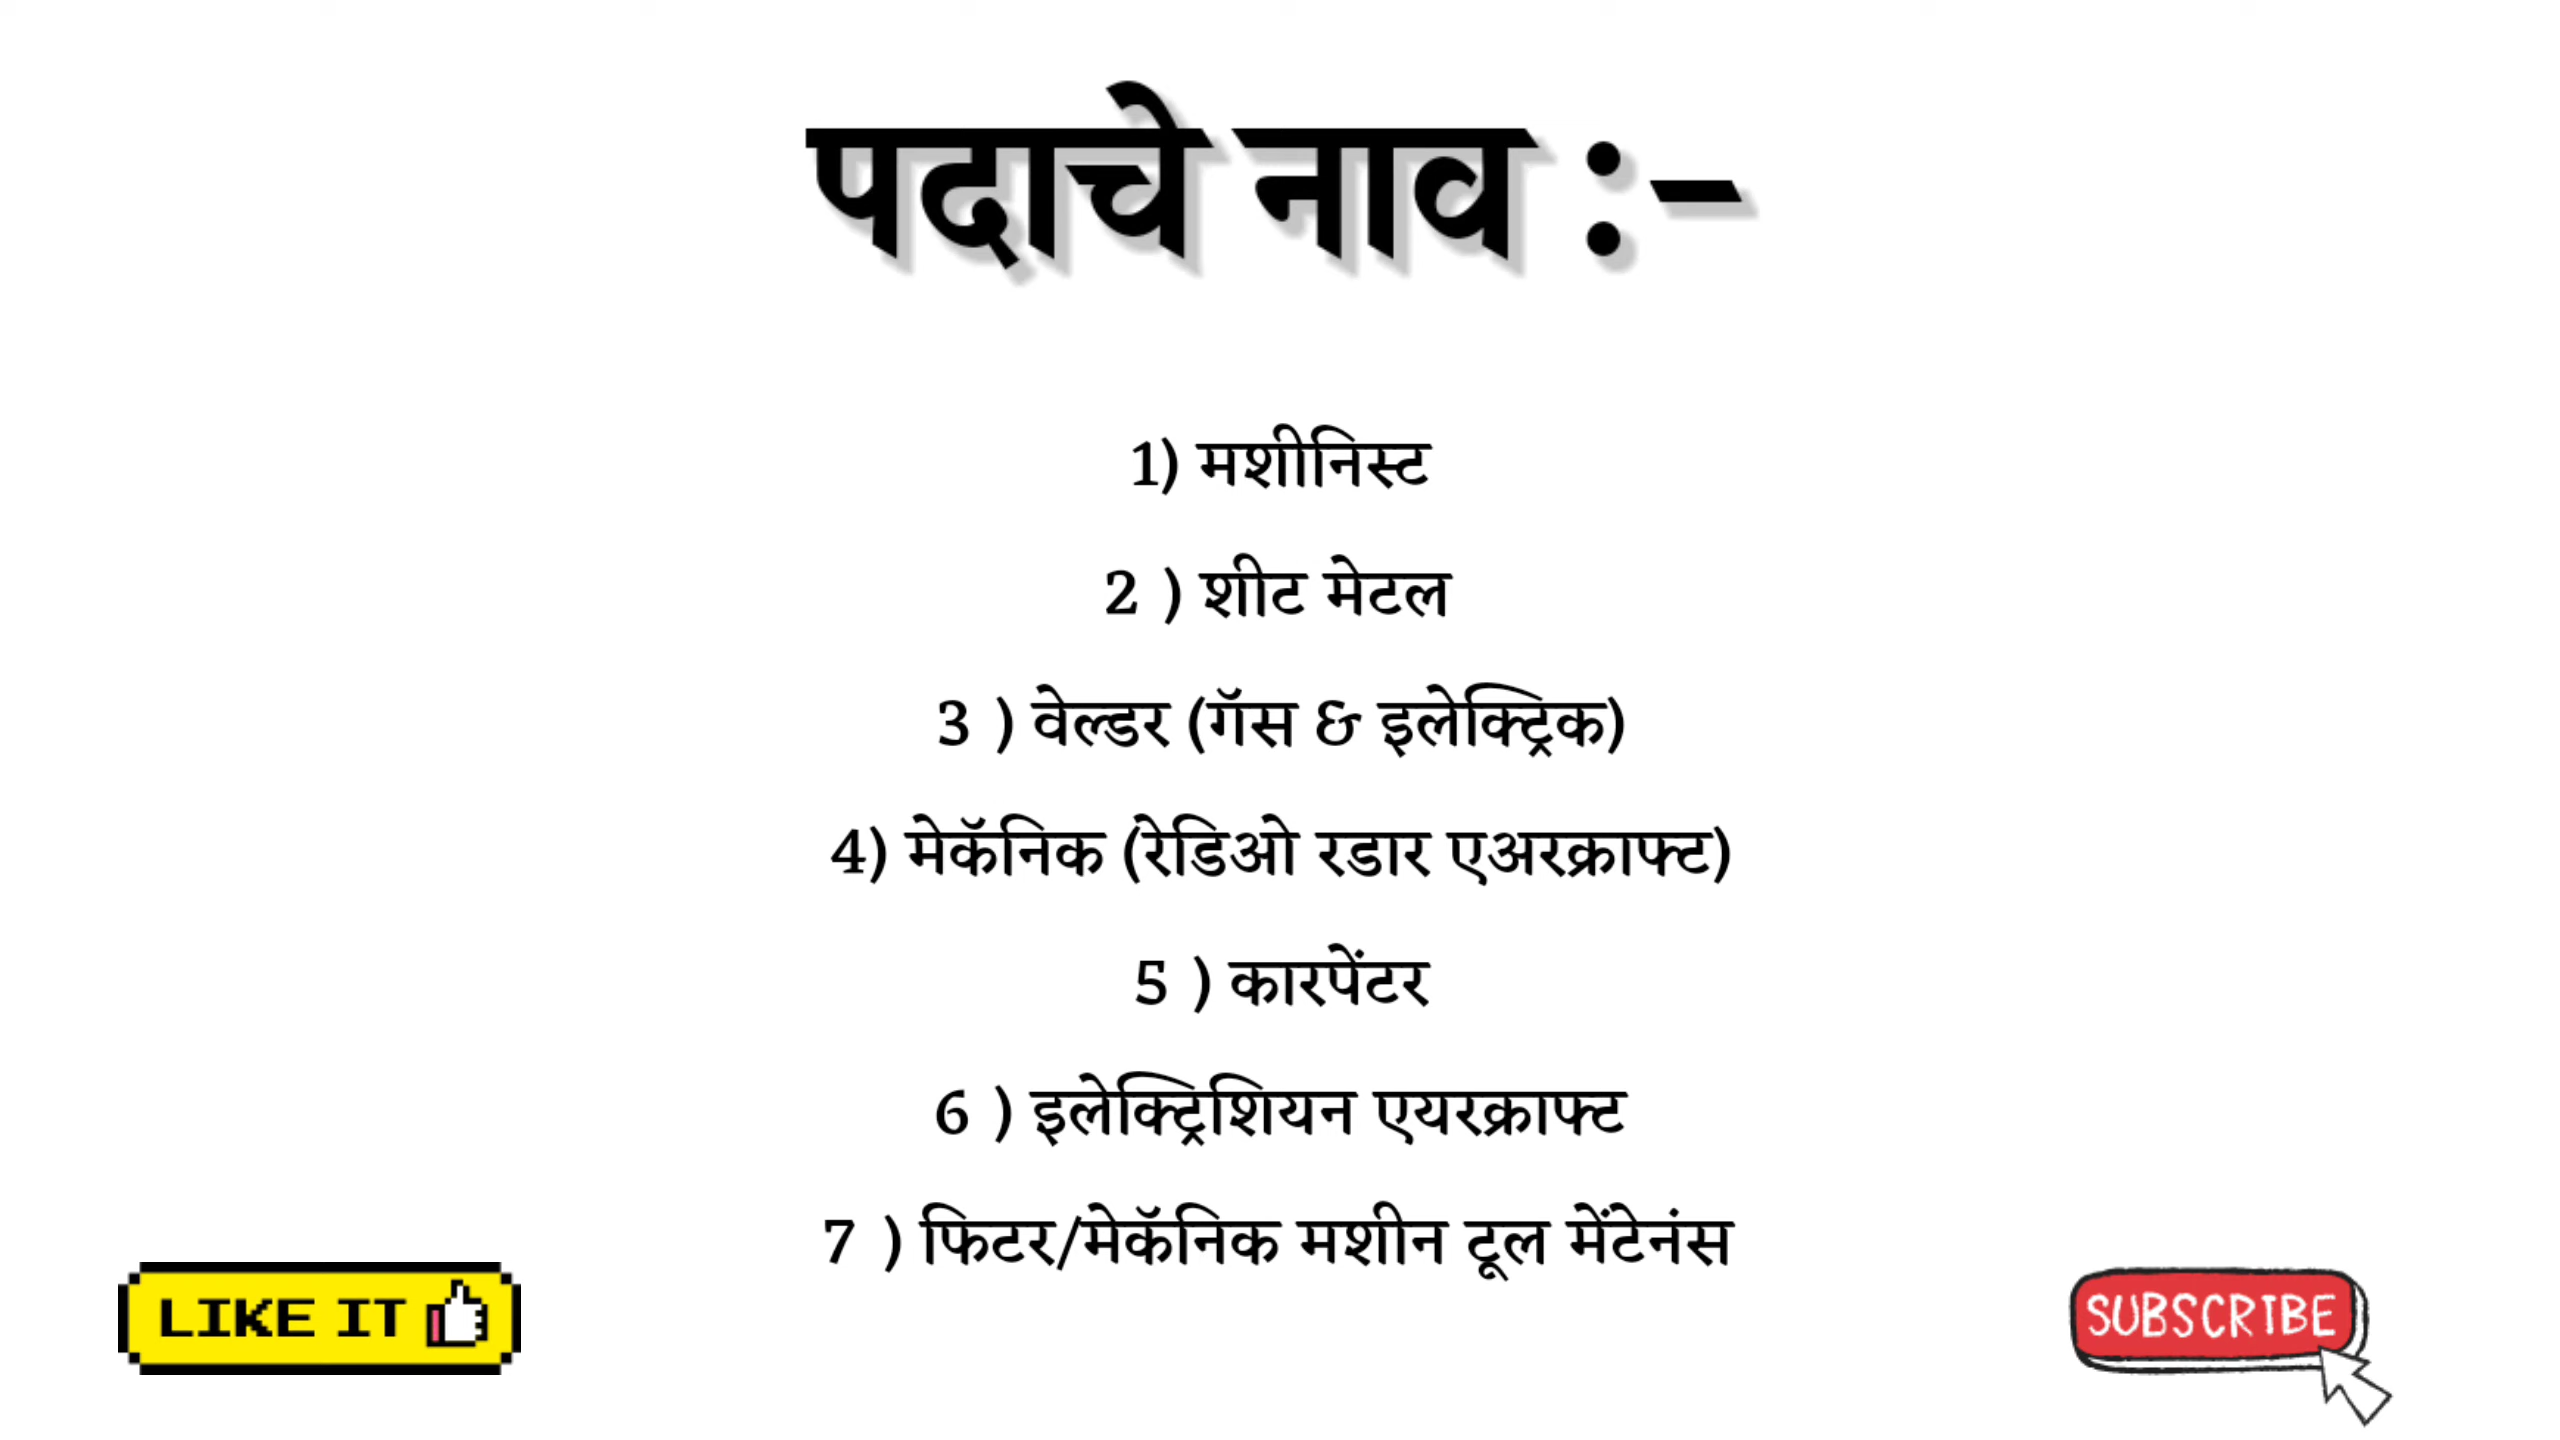 पदाचे नाव :-
1) मशीनिस्ट
2 ) शीट मेटल
3 ) वेल्डर (गॅस & इलेक्ट्रिक)
4) मेकॅनिक (रेडिओ रडार एअरक्राफ्ट)
5 ) कारपेंटर
6 ) इलेक्ट्रिशियन एयरक्राफ्ट
7 ) फिटर/मेकॅनिक मशीन टूल मेंटेनंस
LIKE IT
SUBSCRIBE